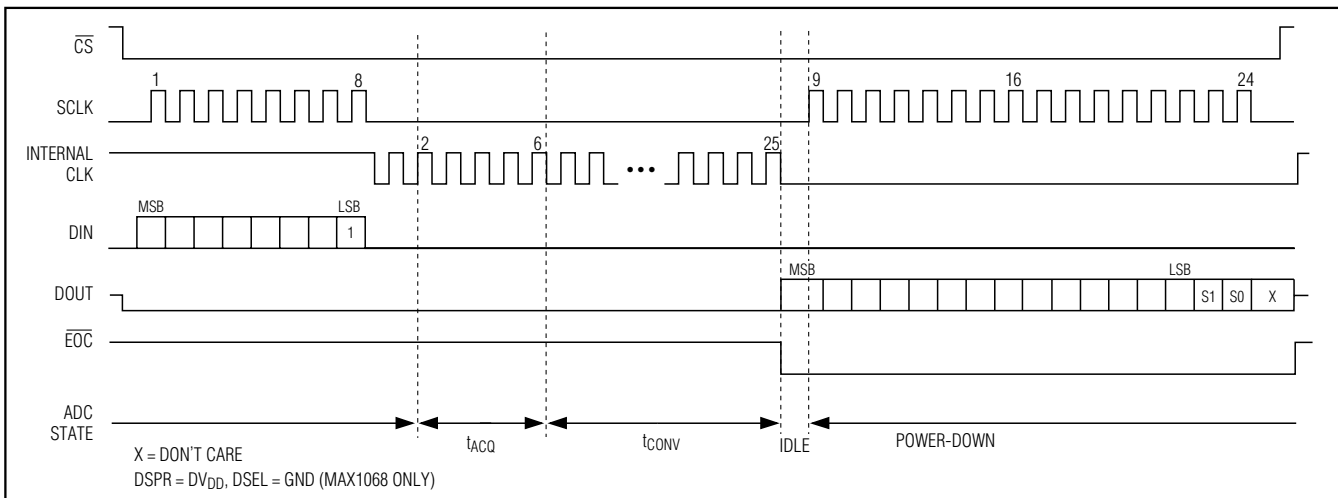 CS
1 8 9 16 24
SCLK
INTERNAL
CLK
2 6 ••• 25
MSB LSB
DIN 1
MSB LSB
DOUT S1 S0 X
EOC
ADC
STATE
tACQ tCONV IDLE POWER-DOWN
X = DON'T CARE
DSPR = DVDD, DSEL = GND (MAX1068 ONLY)